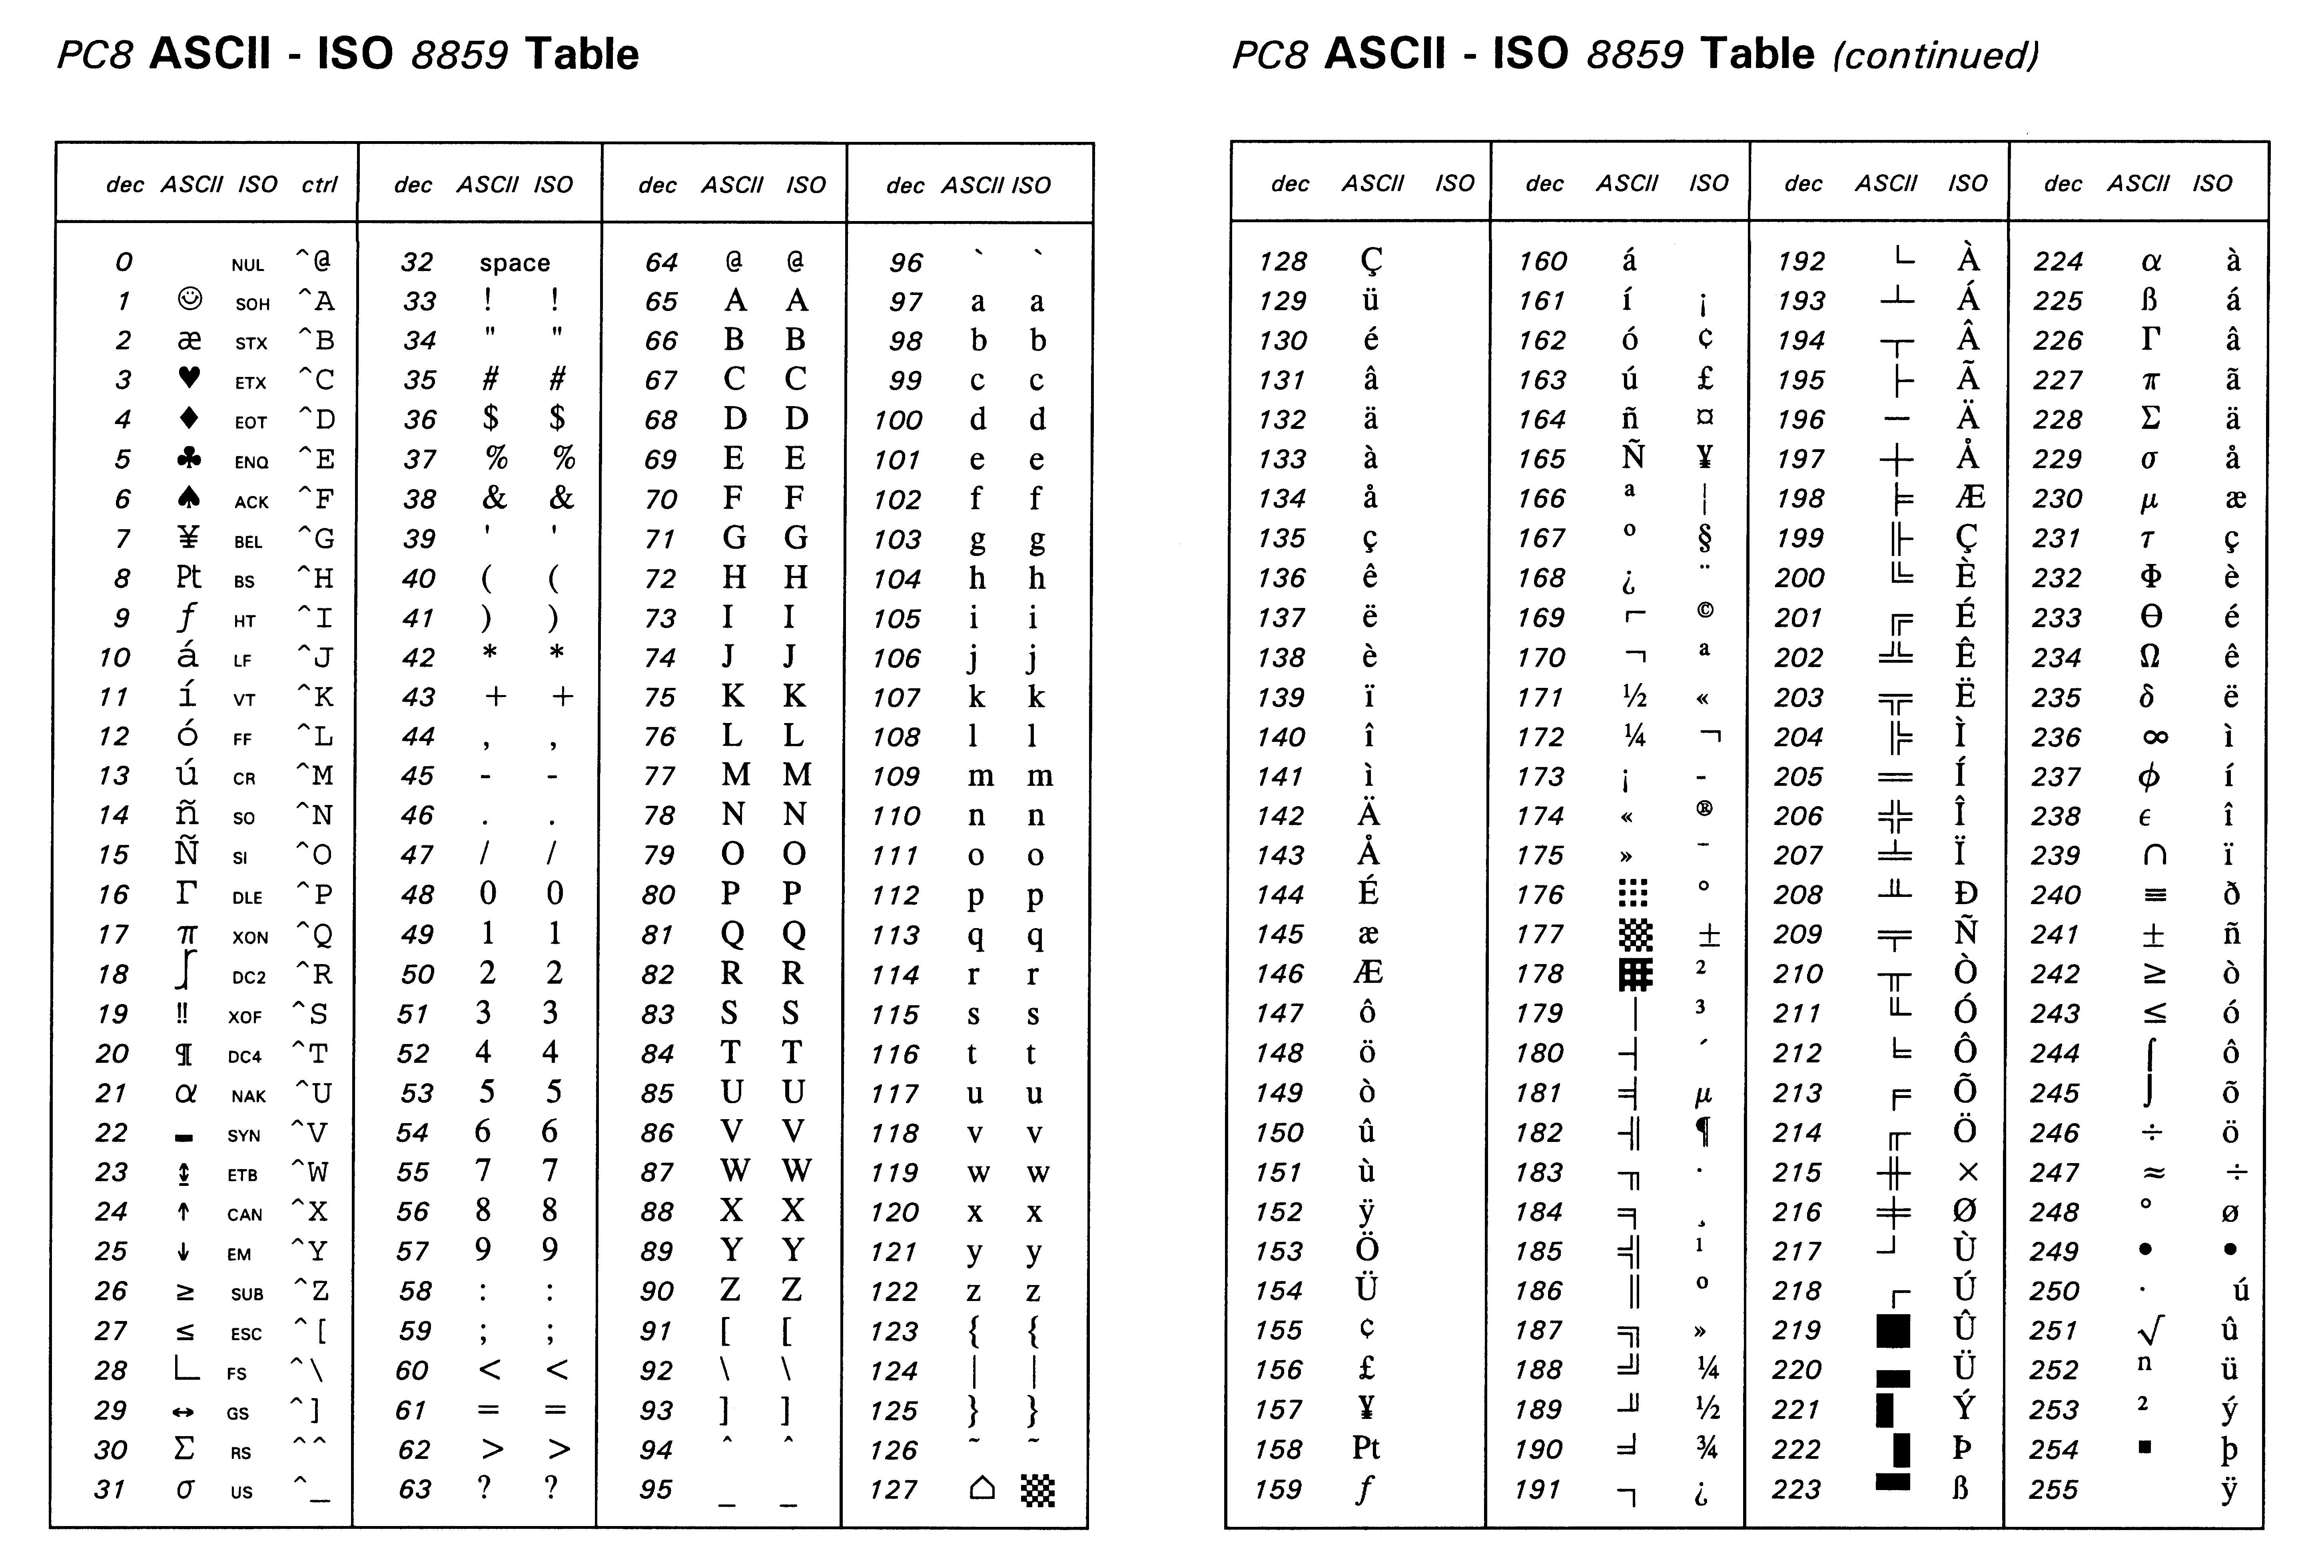 PC8 ASCII - ISO 8859 Table
dec ASCII ISO ctrl dec ASCII ISO dec ASCII ISO dec ASCII ISO
0 NUL ^@ 32 space 64 @ @ 96 ` `
1 ☺ SOH ^A 33 ! ! 65 A A 97 a a
2 æ STX ^B 34 " " 66 B B 98 b b
3 ♥ ETX ^C 35 # # 67 C C 99 c c
4 ♦ EOT ^D 36 $ $ 68 D D 100 d d
5 ♣ ENQ ^E 37 % % 69 E E 101 e e
6 ♠ ACK ^F 38 & & 70 F F 102 f f
7 ¥ BEL ^G 39 ' ' 71 G G 103 g g
8 Pt BS ^H 40 ( ( 72 H H 104 h h
9 ƒ HT ^I 41 ) ) 73 I I 105 i i
10 á LF ^J 42 * * 74 J J 106 j j
11 í VT ^K 43 + + 75 K K 107 k k
12 ó FF ^L 44 , , 76 L L 108 l l
13 ú CR ^M 45 - - 77 M M 109 m m
14 ñ SO ^N 46 . . 78 N N 110 n n
15 Ñ SI ^O 47 / / 79 O O 111 o o
16 Γ DLE ^P 48 0 0 80 P P 112 p p
17 π XON ^Q 49 1 1 81 Q Q 113 q q
18 ∫ DC2 ^R 50 2 2 82 R R 114 r r
19 ‼ XOF ^S 51 3 3 83 S S 115 s s
20 ¶ DC4 ^T 52 4 4 84 T T 116 t t
21 α NAK ^U 53 5 5 85 U U 117 u u
22 ▬ SYN ^V 54 6 6 86 V V 118 v v
23 ↨ ETB ^W 55 7 7 87 W W 119 w w
24 ↑ CAN ^X 56 8 8 88 X X 120 x x
25 ↓ EM ^Y 57 9 9 89 Y Y 121 y y
26 ≥ SUB ^Z 58 : : 90 Z Z 122 z z
27 ≤ ESC ^[ 59 ; ; 91 [ [ 123 { {
28 ∟ FS ^\ 60 < < 92 \ \ 124 | |
29 ↔ GS ^] 61 = = 93 ] ] 125 } }
30 Σ RS ^^ 62 > > 94 ^ ^ 126 ~ ~
31 σ US ^_ 63 ? ? 95 _ _ 127 ⌂ ▒
PC8 ASCII - ISO 8859 Table (continued)
dec ASCII ISO dec ASCII ISO dec ASCII ISO dec ASCII ISO
128 Ç 160 á 192 └ À 224 α à
129 ü 161 í ¡ 193 ┴ Á 225 ß á
130 é 162 ó ¢ 194 ┬ Â 226 Γ â
131 â 163 ú £ 195 ├ Ã 227 π ã
132 ä 164 ñ ¤ 196 ─ Ä 228 Σ ä
133 à 165 Ñ ¥ 197 ┼ Å 229 σ å
134 å 166 ª ¦ 198 ╞ Æ 230 µ æ
135 ç 167 º § 199 ╟ Ç 231 τ ç
136 ê 168 ¿ ¨ 200 ╚ È 232 Φ è
137 ë 169 ⌐ © 201 ╔ É 233 Θ é
138 è 170 ¬ ª 202 ╩ Ê 234 Ω ê
139 ï 171 ½ « 203 ╦ Ë 235 δ ë
140 î 172 ¼ ¬ 204 ╠ Ì 236 ∞ ì
141 ì 173 ¡ - 205 ═ Í 237 φ í
142 Ä 174 « ® 206 ╬ Î 238 ϵ î
143 Å 175 » ¯ 207 ╧ Ï 239 ∩ ï
144 É 176 ░ ° 208 ╨ Ð 240 ≡ ð
145 æ 177 ▒ ± 209 ╤ Ñ 241 ± ñ
146 Æ 178 ▓ ² 210 ╥ Ò 242 ≥ ò
147 ô 179 │ ³ 211 ╙ Ó 243 ≤ ó
148 ö 180 ┤ ´ 212 ╘ Ô 244 ⌠ ô
149 ò 181 ╡ µ 213 ╒ Õ 245 ⌡ õ
150 û 182 ╢ ¶ 214 ╓ Ö 246 ÷ ö
151 ù 183 ╖ · 215 ╫ × 247 ≈ ÷
152 ÿ 184 ╕ ¸ 216 ╪ Ø 248 ° ø
153 Ö 185 ╣ ¹ 217 ┘ Ù 249 • •
154 Ü 186 ║ º 218 ┌ Ú 250 · ú
155 ¢ 187 ╗ » 219 █ Û 251 √ û
156 £ 188 ╝ ¼ 220 ▄ Ü 252 ⁿ ü
157 ¥ 189 ╜ ½ 221 ▌ Ý 253 ² ý
158 Pt 190 ╛ ¾ 222 ▐ Þ 254 ■ þ
159 ƒ 191 ┐ ¿ 223 ▀ ß 255 ÿ